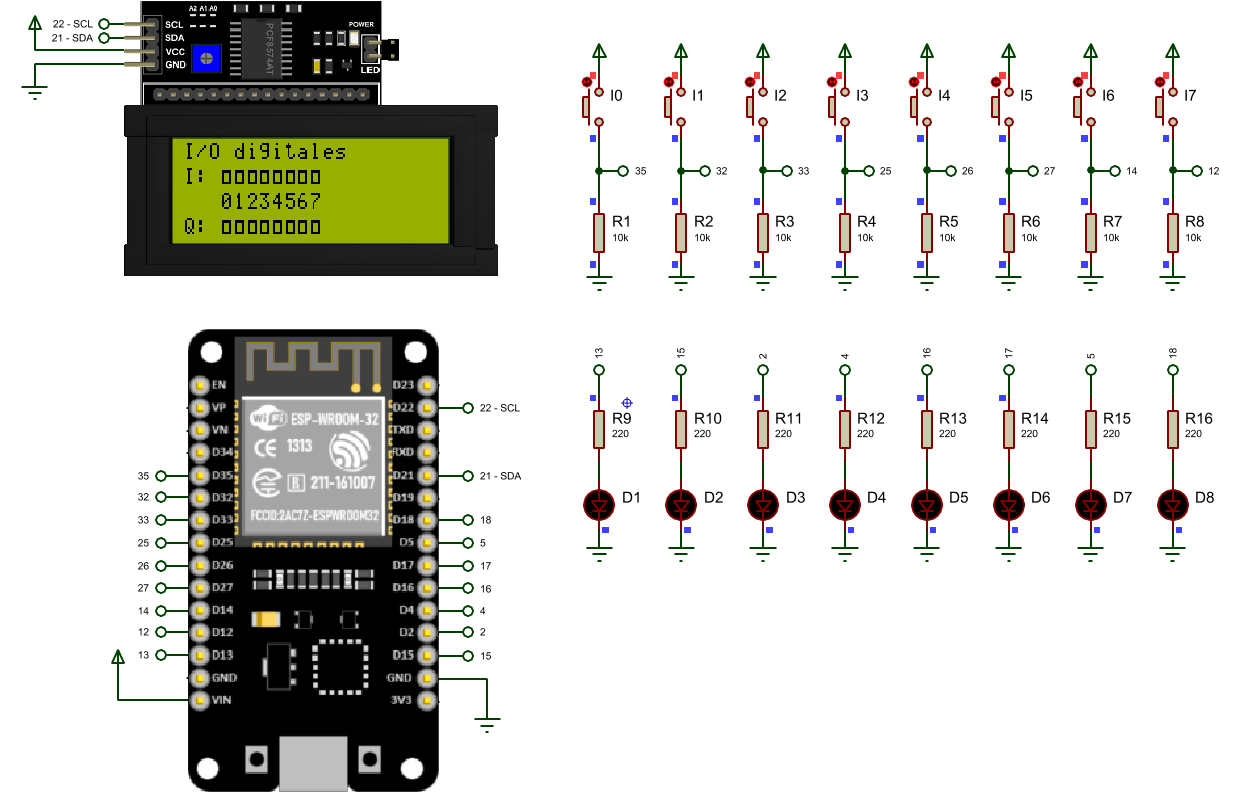 A2 A1 A0
22 - SCL
SCL
POWER
21 - SDA
SDA
VCC
PCF8574AT
GND
LED
I/O digitales
I: 00000000
01234567
Q: 00000000
I0 I1 I2 I3 I4 I5 I6 I7
35 32 33 25 26 27 14 12
R1 R2 R3 R4 R5 R6 R7 R8
10k 10k 10k 10k 10k 10k 10k 10k
13 15 2 4 16 17 5 18
R9 R10 R11 R12 R13 R14 R15 R16
220 220 220 220 220 220 220 220
D1 D2 D3 D4 D5 D6 D7 D8
EN D23
VP D22 22 - SCL
VN TXD
D34 RXD
35 D35 D21 21 - SDA
32 D32 D19
33 D33 D18 18
25 D25 D5 5
26 D26 D17 17
27 D27 D16 16
14 D14 D4 4
12 D12 D2 2
13 D13 D15 15
GND GND
VIN 3V3
WiFi ESP-WROOM-32
CE 1313
R 211-161007
FCCID:2AC7Z-ESPWROOM32